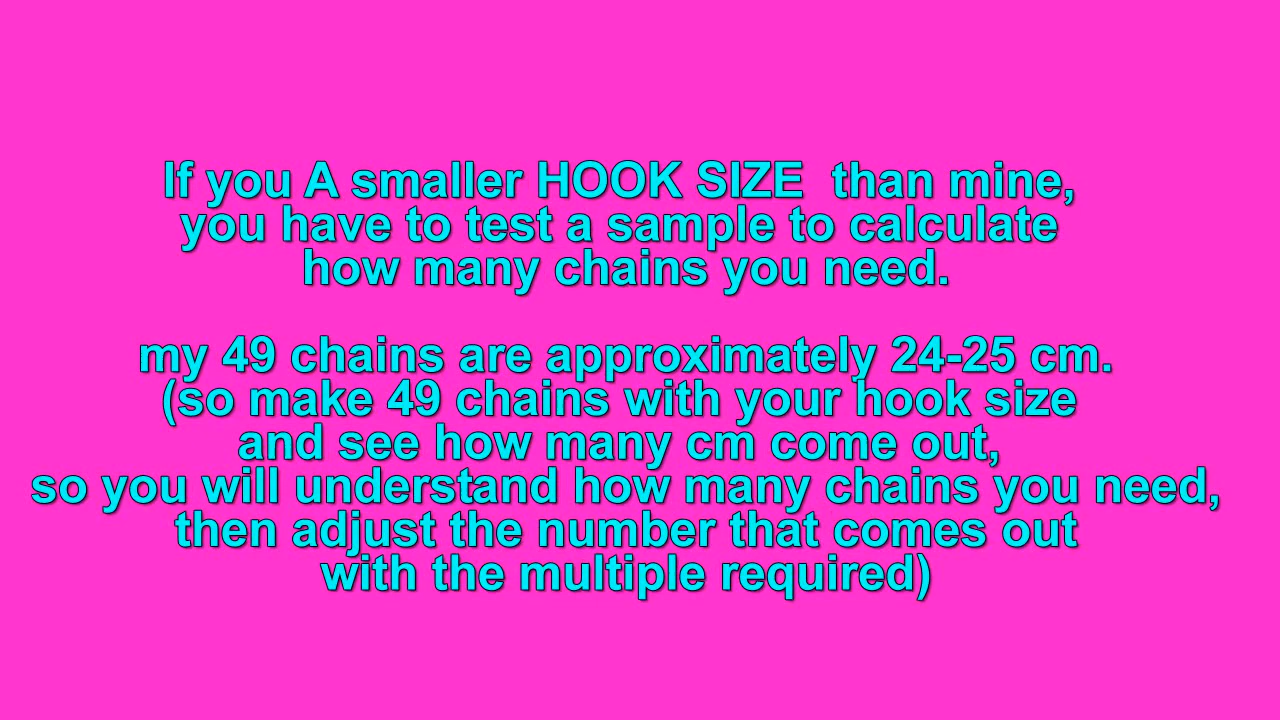 If you A smaller HOOK SIZE  than mine,
you have to test a sample to calculate
how many chains you need.
my 49 chains are approximately 24-25 cm.
(so make 49 chains with your hook size
and see how many cm come out,
so you will understand how many chains you need,
then adjust the number that comes out
with the multiple required)